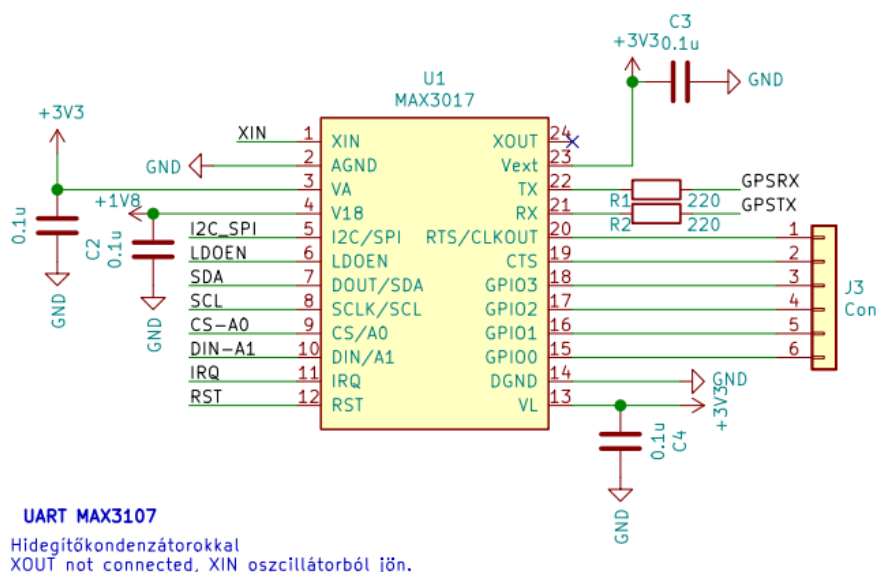 C3
+3V3 0.1u
GND
U1
MAX3017
+3V3
XIN 1 XIN XOUT 24
GND 2 AGND Vext 23
3 VA TX 22 R1 220 GPSRX
+1V8 4 V18 RX 21 R2 220 GPSTX
0.1u
C2
0.1u
I2C_SPI 5 I2C/SPI RTS/CLKOUT 20 1
LDOEN 6 LDOEN CTS 19 2
SDA 7 DOUT/SDA GPIO3 18 3
SCL 8 SCLK/SCL GPIO2 17 4
CS-A0 9 CS/A0 GPIO1 16 5
DIN-A1 10 DIN/A1 GPIO0 15 6
IRQ 11 IRQ DGND 14 GND
RST 12 RST VL 13 +3V3
J3
Con
GND
GND
0.1u
C4
GND
UART MAX3107
Hidegítőkondenzátorokkal
XOUT not connected, XIN oszcillátorból jön.